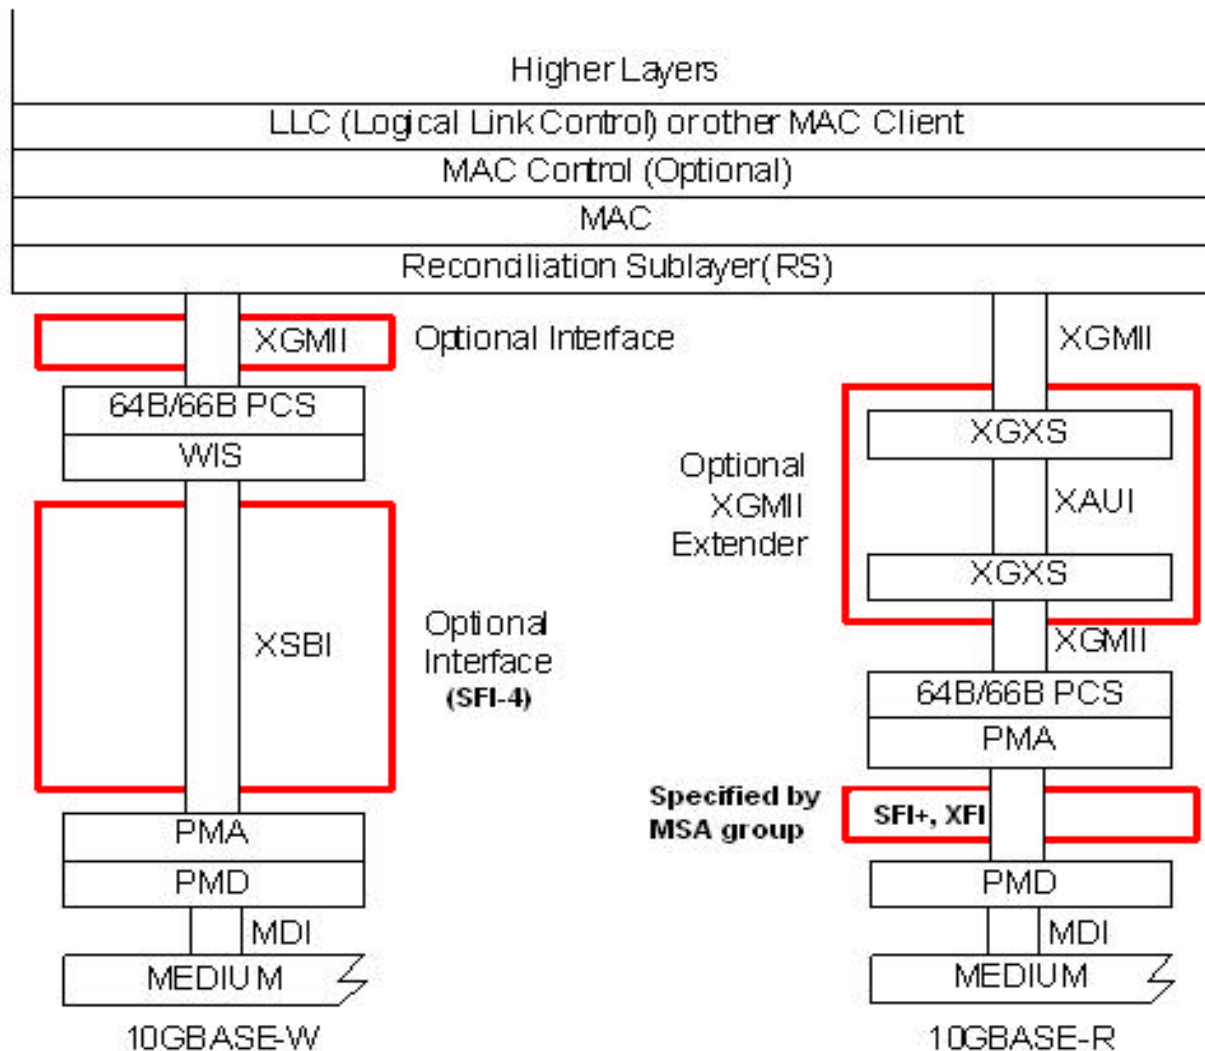 Higher Layers
LLC (Logical Link Control) or other MAC Client
MAC Control (Optional)
MAC
Reconciliation Sublayer(RS)
XGMII
Optional Interface
64B/66B PCS
WIS
XSBI
Optional
Interface
(SFI-4)
PMA
PMD
MDI
MEDIUM
10GBASE-W
XGMII
XGXS
Optional
XGMII
Extender
XAUI
XGXS
XGMII
64B/66B PCS
PMA
Specified by
MSA group
SFI+, XFI
PMD
MDI
MEDIUM
10GBASE-R